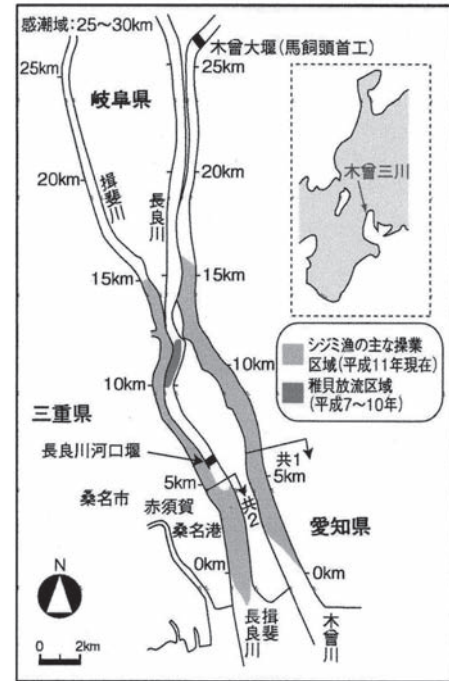 感潮域:25~30km
木曾大堰(馬飼頭首工)
25km
25km
岐阜県
木曾三川
20km
20km
揖斐川
長良川
15km
15km
シジミ漁の主な操業
区域(平成11年現在)
稚貝放流区域
(平成7~10年)
10km
10km
三重県
長良川河口堰
共1
5km
5km
共2
桑名市
赤須賀
桑名港
愛知県
0km
0km
N
揖斐
長良川
木曾川
0
2km